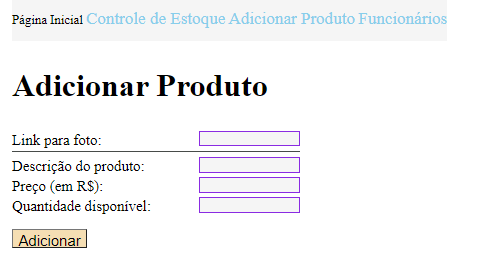 Página Inicial Controle de Estoque Adicionar Produto Funcionários
Adicionar Produto
Link para foto:
Descrição do produto:
Preço (em R$):
Quantidade disponível:
Adicionar